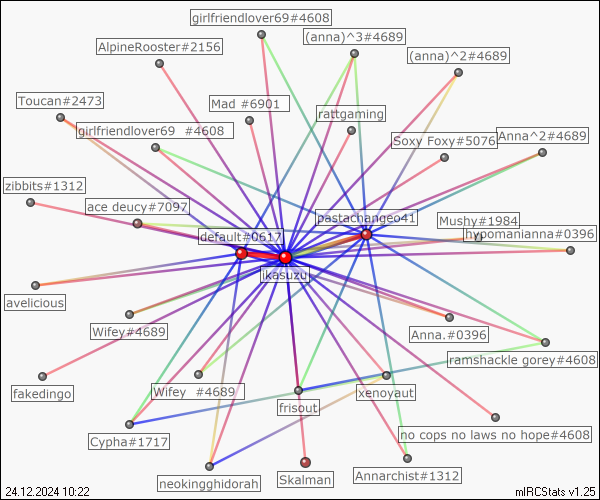 girlfriendlover69#4608
(anna)^3#4689
AlpineRooster#2156
(anna)^2#4689
Toucan#2473
Mad #6901
rattgaming
girlfriendlover69 #4608
Soxy Foxy#5076
Anna^2#4689
zibbits#1312
ace deucy#7097
pastachangeo41
Mushy#1984
default#0617
hypomanianna#0396
ikasuzu
avelicious
Wifey#4689
Anna.#0396
ramshackle gorey#4608
fakedingo
Wifey #4689
xenoyaut
frisout
no cops no laws no hope#4608
Cypha#1717
neokingghidorah
Skalman
Annarchist#1312
24.12.2024 10:22
mIRCStats v1.25